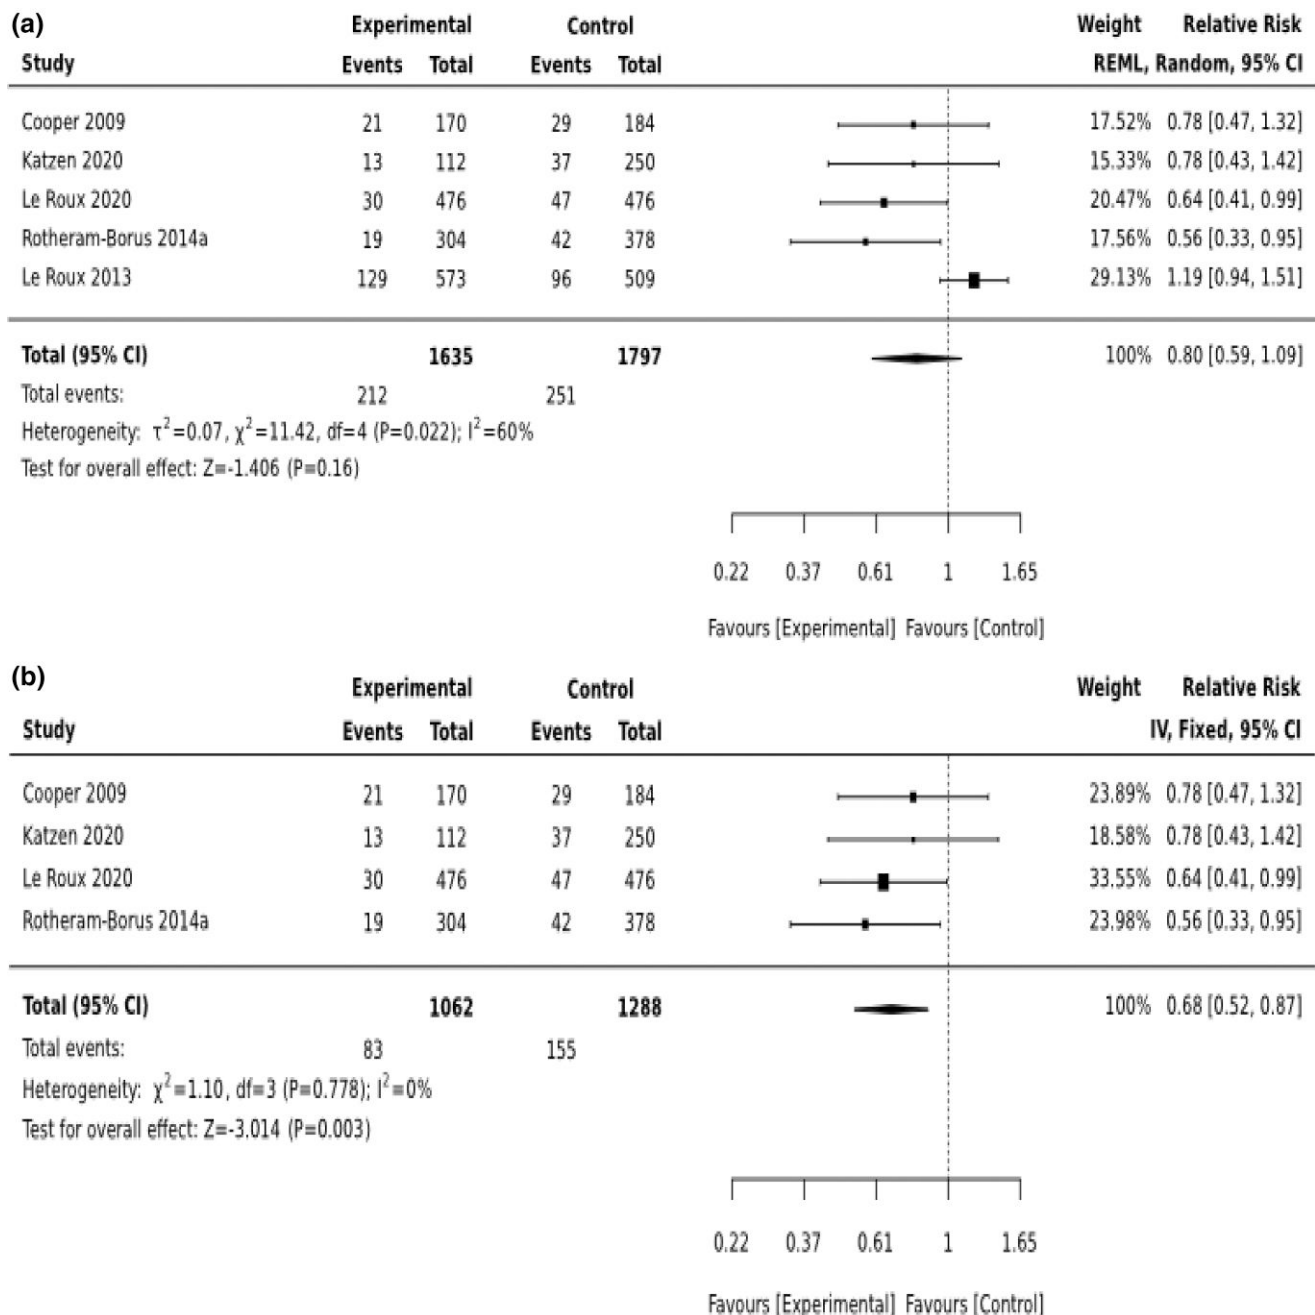 (a)
Experimental Control Weight Relative Risk
Study Events Total Events Total REML, Random, 95% CI
Cooper 2009 21 170 29 184 17.52% 0.78 [0.47, 1.32]
Katzen 2020 13 112 37 250 15.33% 0.78 [0.43, 1.42]
Le Roux 2020 30 476 47 476 20.47% 0.64 [0.41, 0.99]
Rotheram-Borus 2014a 19 304 42 378 17.56% 0.56 [0.33, 0.95]
Le Roux 2013 129 573 96 509 29.13% 1.19 [0.94, 1.51]
Total (95% CI) 1635 1797 100% 0.80 [0.59, 1.09]
Total events: 212 251
Heterogeneity: τ²=0.07, χ²=11.42, df=4 (P=0.022); I²=60%
Test for overall effect: Z=-1.406 (P=0.16)
0.22 0.37 0.61 1 1.65
Favours [Experimental] Favours [Control]
(b)
Experimental Control Weight Relative Risk
Study Events Total Events Total IV, Fixed, 95% CI
Cooper 2009 21 170 29 184 23.89% 0.78 [0.47, 1.32]
Katzen 2020 13 112 37 250 18.58% 0.78 [0.43, 1.42]
Le Roux 2020 30 476 47 476 33.55% 0.64 [0.41, 0.99]
Rotheram-Borus 2014a 19 304 42 378 23.98% 0.56 [0.33, 0.95]
Total (95% CI) 1062 1288 100% 0.68 [0.52, 0.87]
Total events: 83 155
Heterogeneity: χ²=1.10, df=3 (P=0.778); I²=0%
Test for overall effect: Z=-3.014 (P=0.003)
0.22 0.37 0.61 1 1.65
Favours [Experimental] Favours [Control]